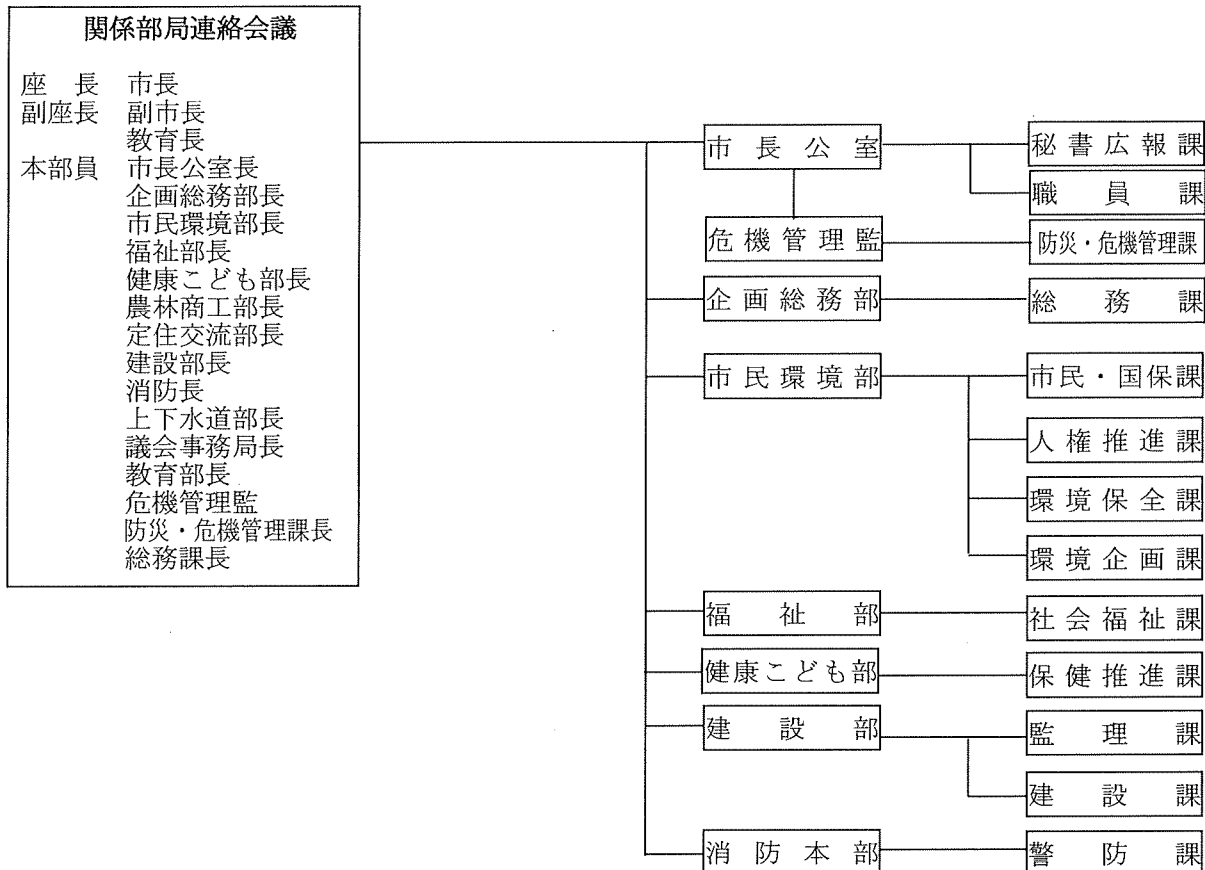 関係部局連絡会議
座 長 市長
副座長 副市長
教育長
本部員 市長公室長
企画総務部長
市民環境部長
福祉部長
健康こども部長
農林商工部長
定住交流部長
建設部長
消防長
上下水道部長
議会事務局長
教育部長
危機管理監
防災・危機管理課長
総務課長
市長公室
秘書広報課
職員課
危機管理監
防災・危機管理課
企画総務部
総務課
市民環境部
市民・国保課
人権推進課
環境保全課
環境企画課
福祉部
社会福祉課
健康こども部
保健推進課
建設部
監理課
建設課
消防本部
警防課